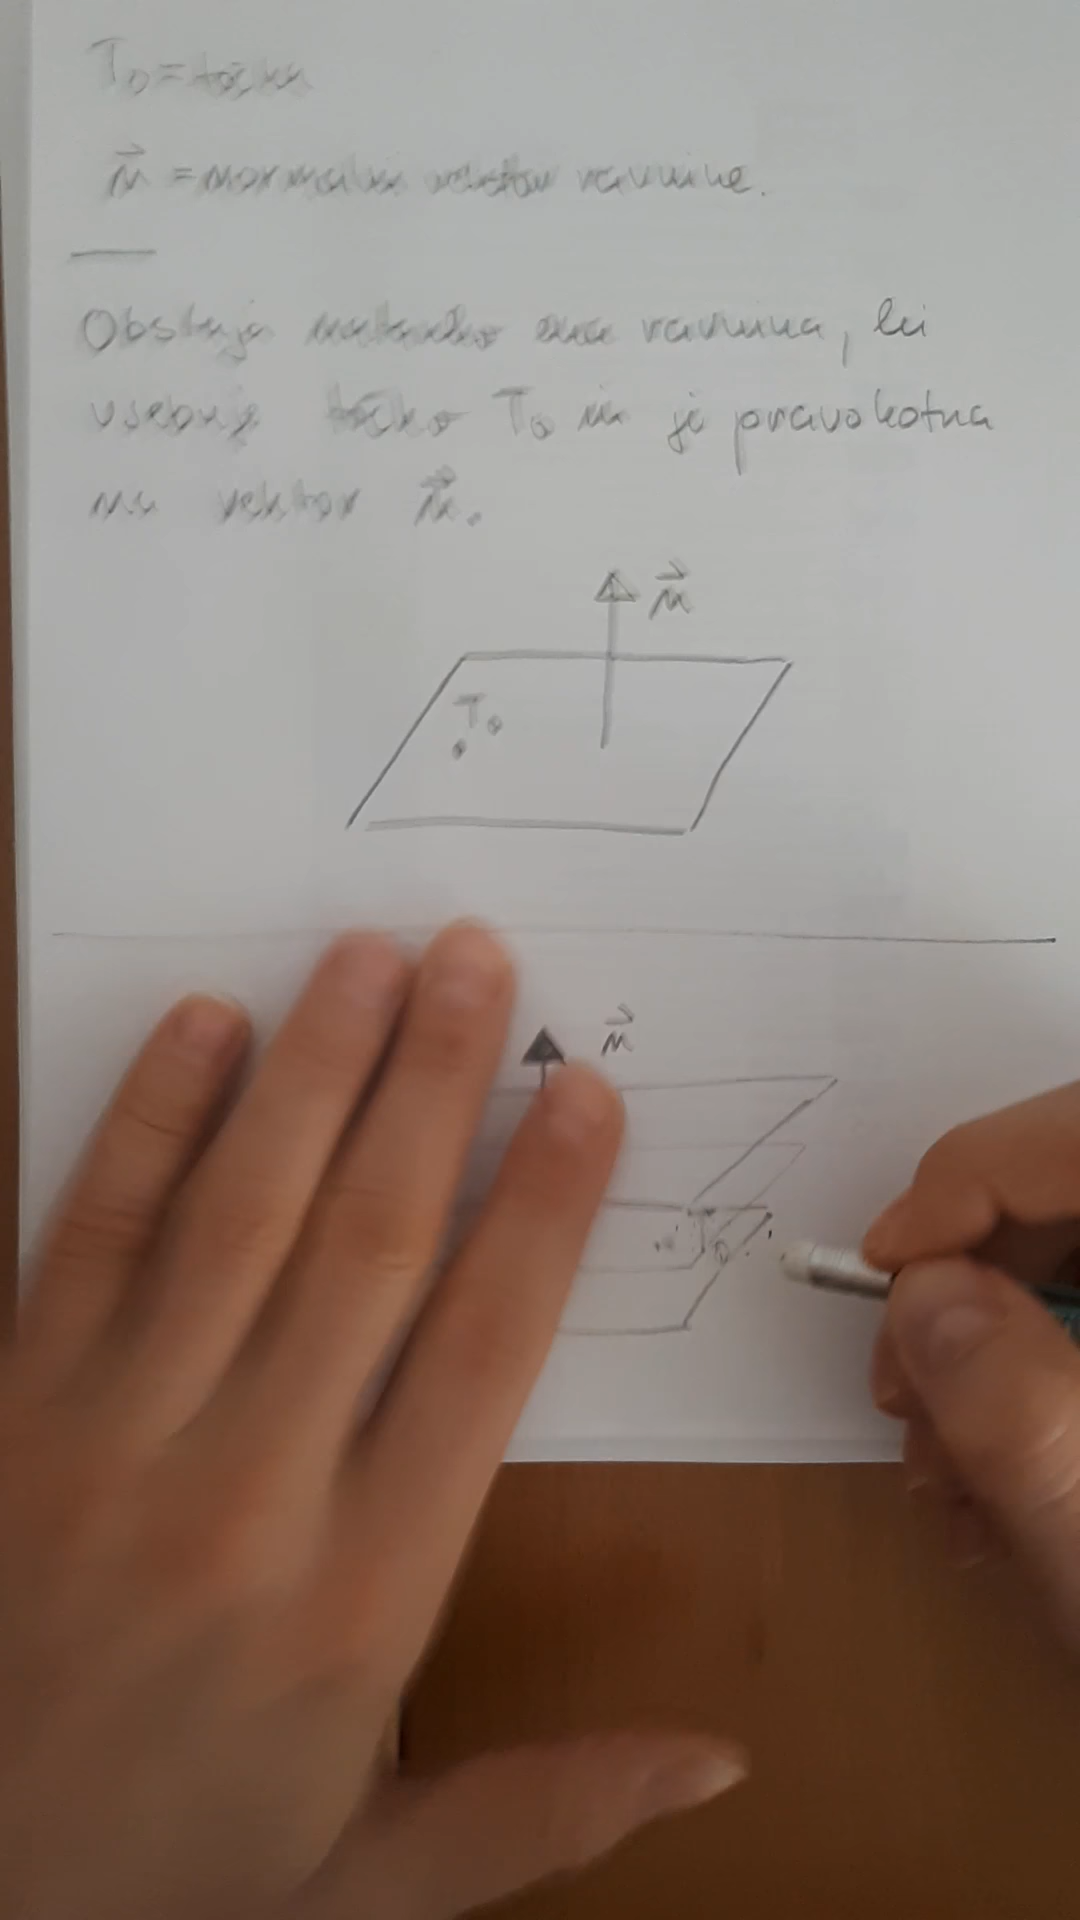 T₀ = točka
n⃗ = normalni vektor ravnine.
Obstaja natanko ena ravnina, ki
vsebuje točko T₀ in je pravokotna
na vektor n⃗.
n⃗
T₀
n⃗
T₀